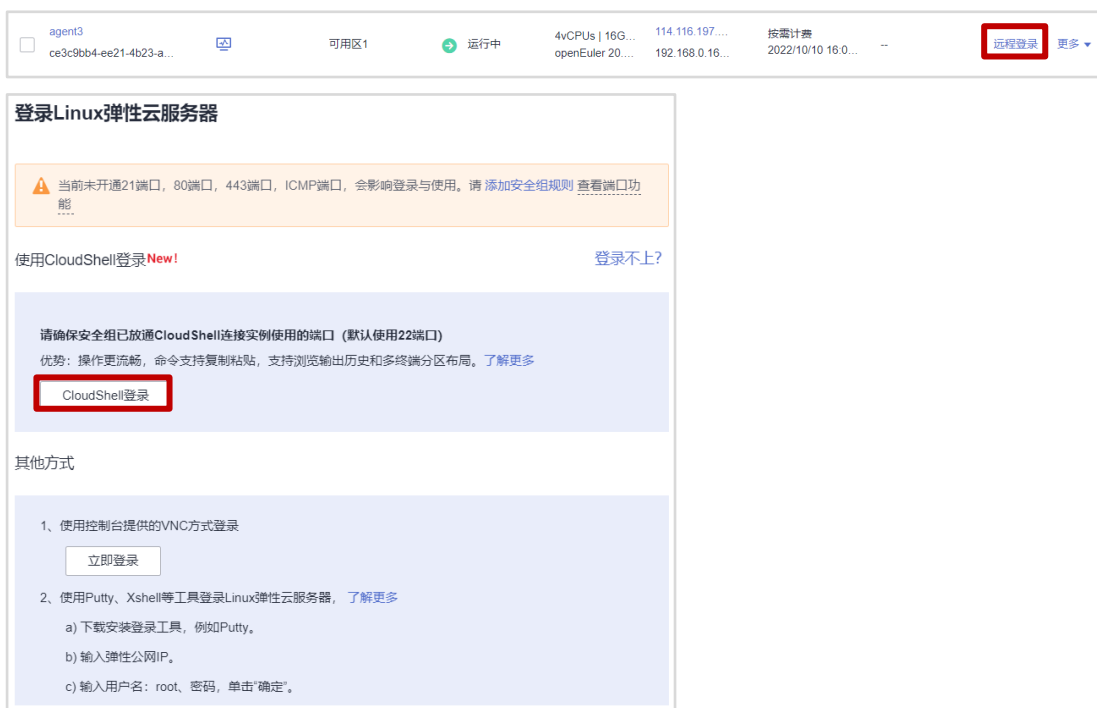 agent3
ce3c9bb4-ee21-4b23-a...
可用区1
运行中
4vCPUs | 16G...
openEuler 20....
114.116.197....
192.168.0.16...
按需计费
2022/10/10 16:0...
--
远程登录
更多
登录Linux弹性云服务器
当前未开通21端口，80端口，443端口，ICMP端口，会影响登录与使用。请 添加安全组规则 查看端口功
能
使用CloudShell登录New!
登录不上?
请确保安全组已放通CloudShell连接实例使用的端口（默认使用22端口)
优势：操作更流畅，命令支持复制粘贴，支持浏览输出历史和多终端分区布局。了解更多
CloudShell登录
其他方式
1、使用控制台提供的VNC方式登录
立即登录
2、使用Putty、Xshell等工具登录Linux弹性云服务器， 了解更多
a) 下载安装登录工具，例如Putty。
b) 输入弹性公网IP。
c) 输入用户名：root、密码，单击“确定”。